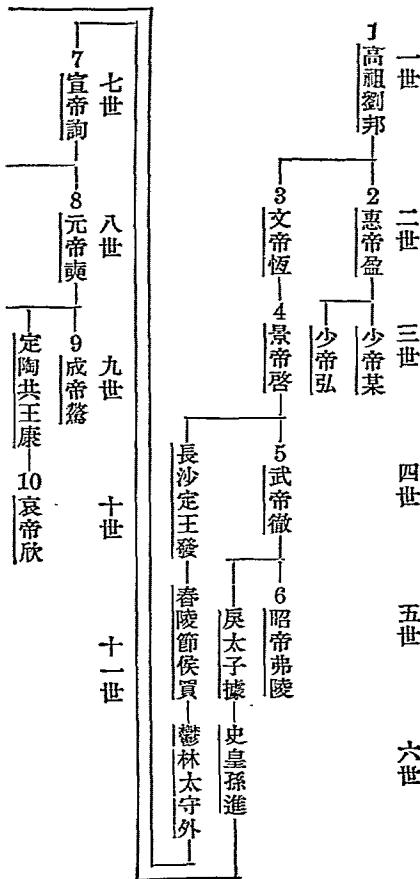 一世
二世
三世
四世
五世
六世
1高祖劉邦
2惠帝盈
少帝某
少帝弘
3文帝恆
4景帝啓
5武帝徹
6昭帝弗陵
戾太子據
史皇孫進
長沙定王發
舂陵節侯買
鬱林太守外
七世
八世
九世
十世
十一世
7宣帝詢
8元帝奭
9成帝驁
定陶共王康
10哀帝欣